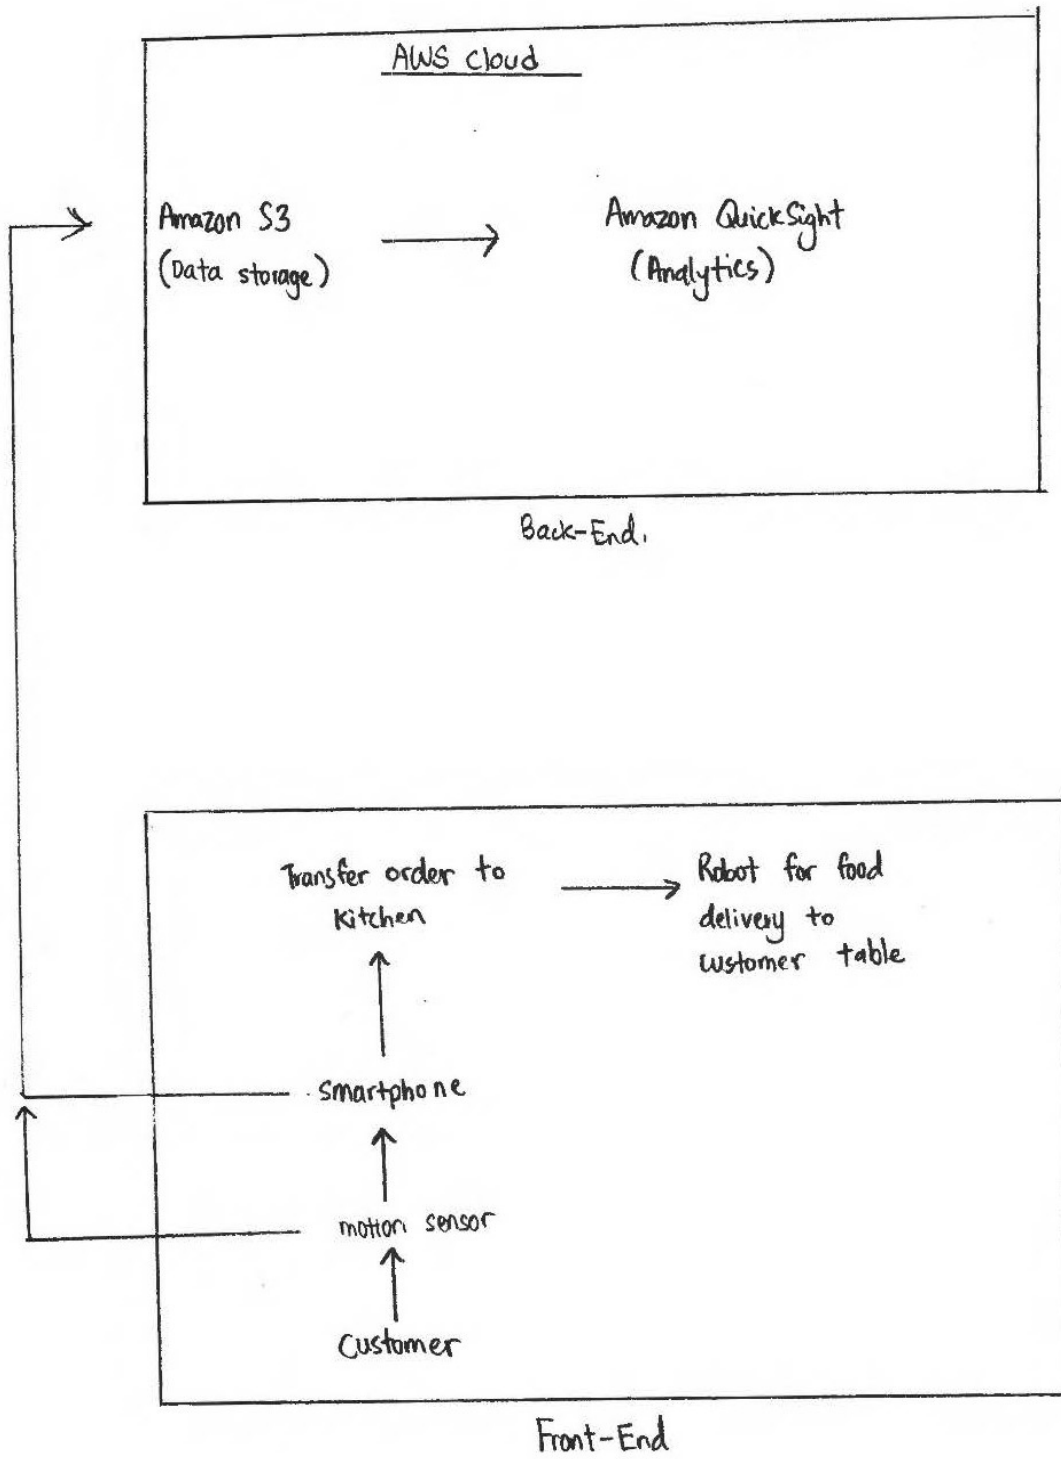 AWS Cloud
Amazon S3
(Data storage)
Amazon QuickSight
(Analytics)
Back-End.
Transfer order to
Kitchen
Robot for food
delivery to
customer table
Smartphone
motion sensor
Customer
Front-End